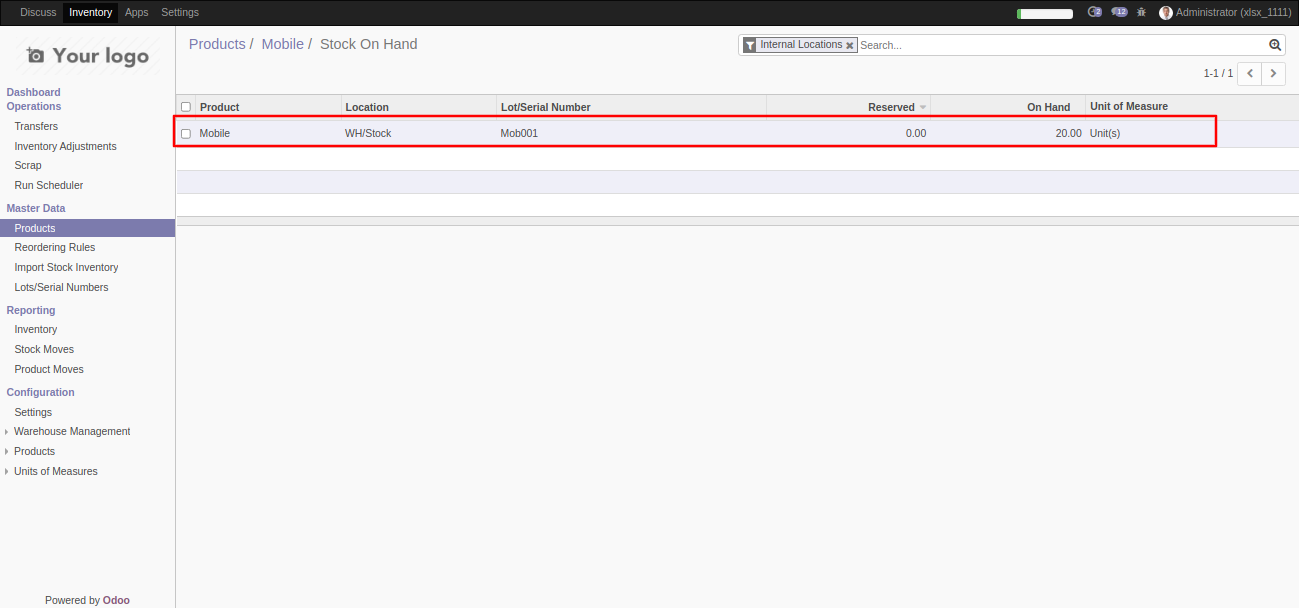 Discuss Inventory Apps Settings 2 12 Administrator (xlsx_1111)
Your logo
Products / Mobile / Stock On Hand
Internal Locations Search...
1-1 / 1
Dashboard
Operations
Transfers
Inventory Adjustments
Scrap
Run Scheduler
Master Data
Products
Reordering Rules
Import Stock Inventory
Lots/Serial Numbers
Reporting
Inventory
Stock Moves
Product Moves
Configuration
Settings
Warehouse Management
Products
Units of Measures
Powered by Odoo
Product Location Lot/Serial Number Reserved On Hand Unit of Measure
Mobile WH/Stock Mob001 0.00 20.00 Unit(s)